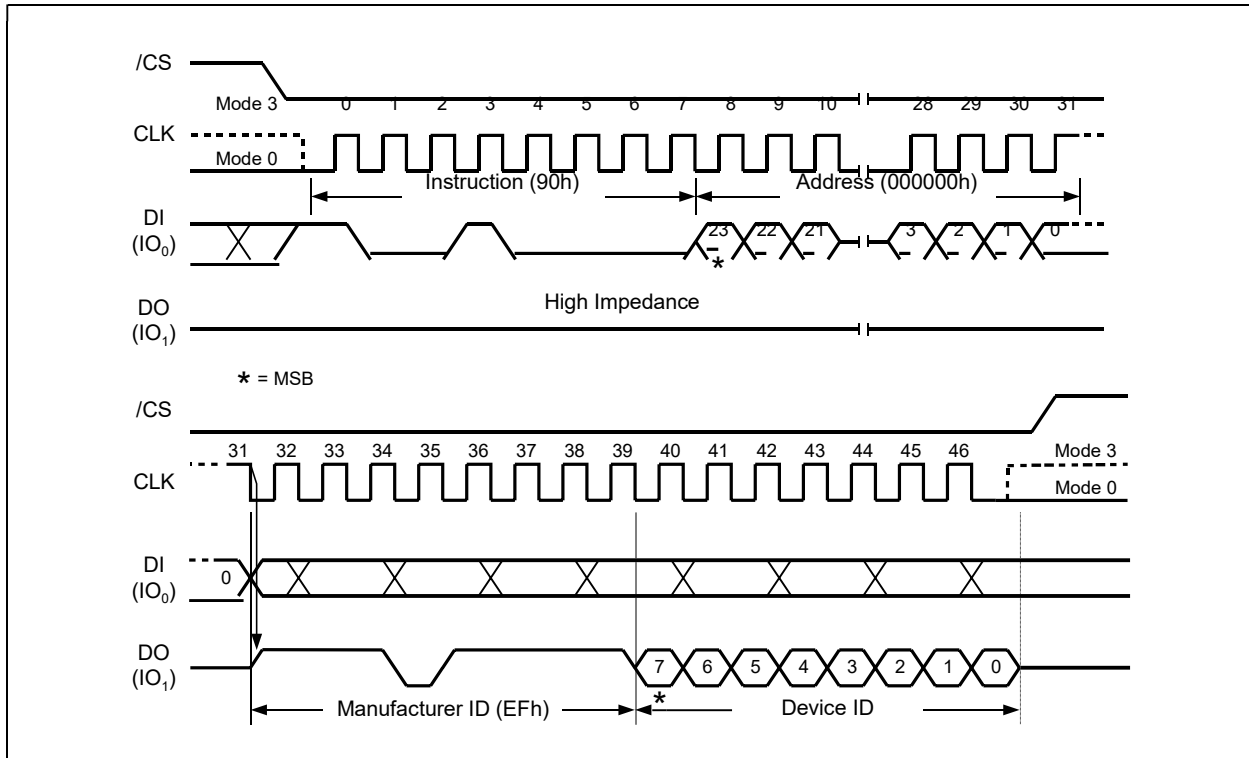 /CS
Mode 3 0 1 2 3 4 5 6 7 8 9 10 28 29 30 31
CLK
Mode 0
Instruction (90h) Address (000000h)
DI
(IO₀)
23 22 21 3 2 1 0
*
DO
(IO₁)
High Impedance
* = MSB
/CS
31 32 33 34 35 36 37 38 39 40 41 42 43 44 45 46 Mode 3
CLK
Mode 0
DI
(IO₀)
0
DO
(IO₁)
7 6 5 4 3 2 1 0
*
Manufacturer ID (EFh) Device ID